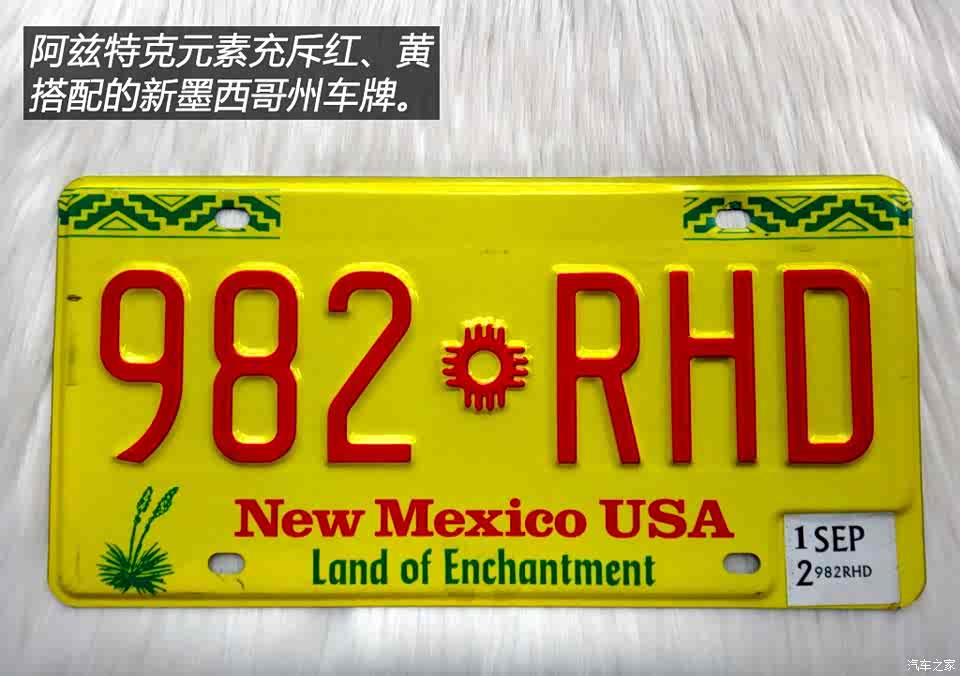 阿兹特克元素充斥红、黄
搭配的新墨西哥州车牌。
982 RHD
New Mexico USA
Land of Enchantment
1 SEP
2 982RHD
汽车之家